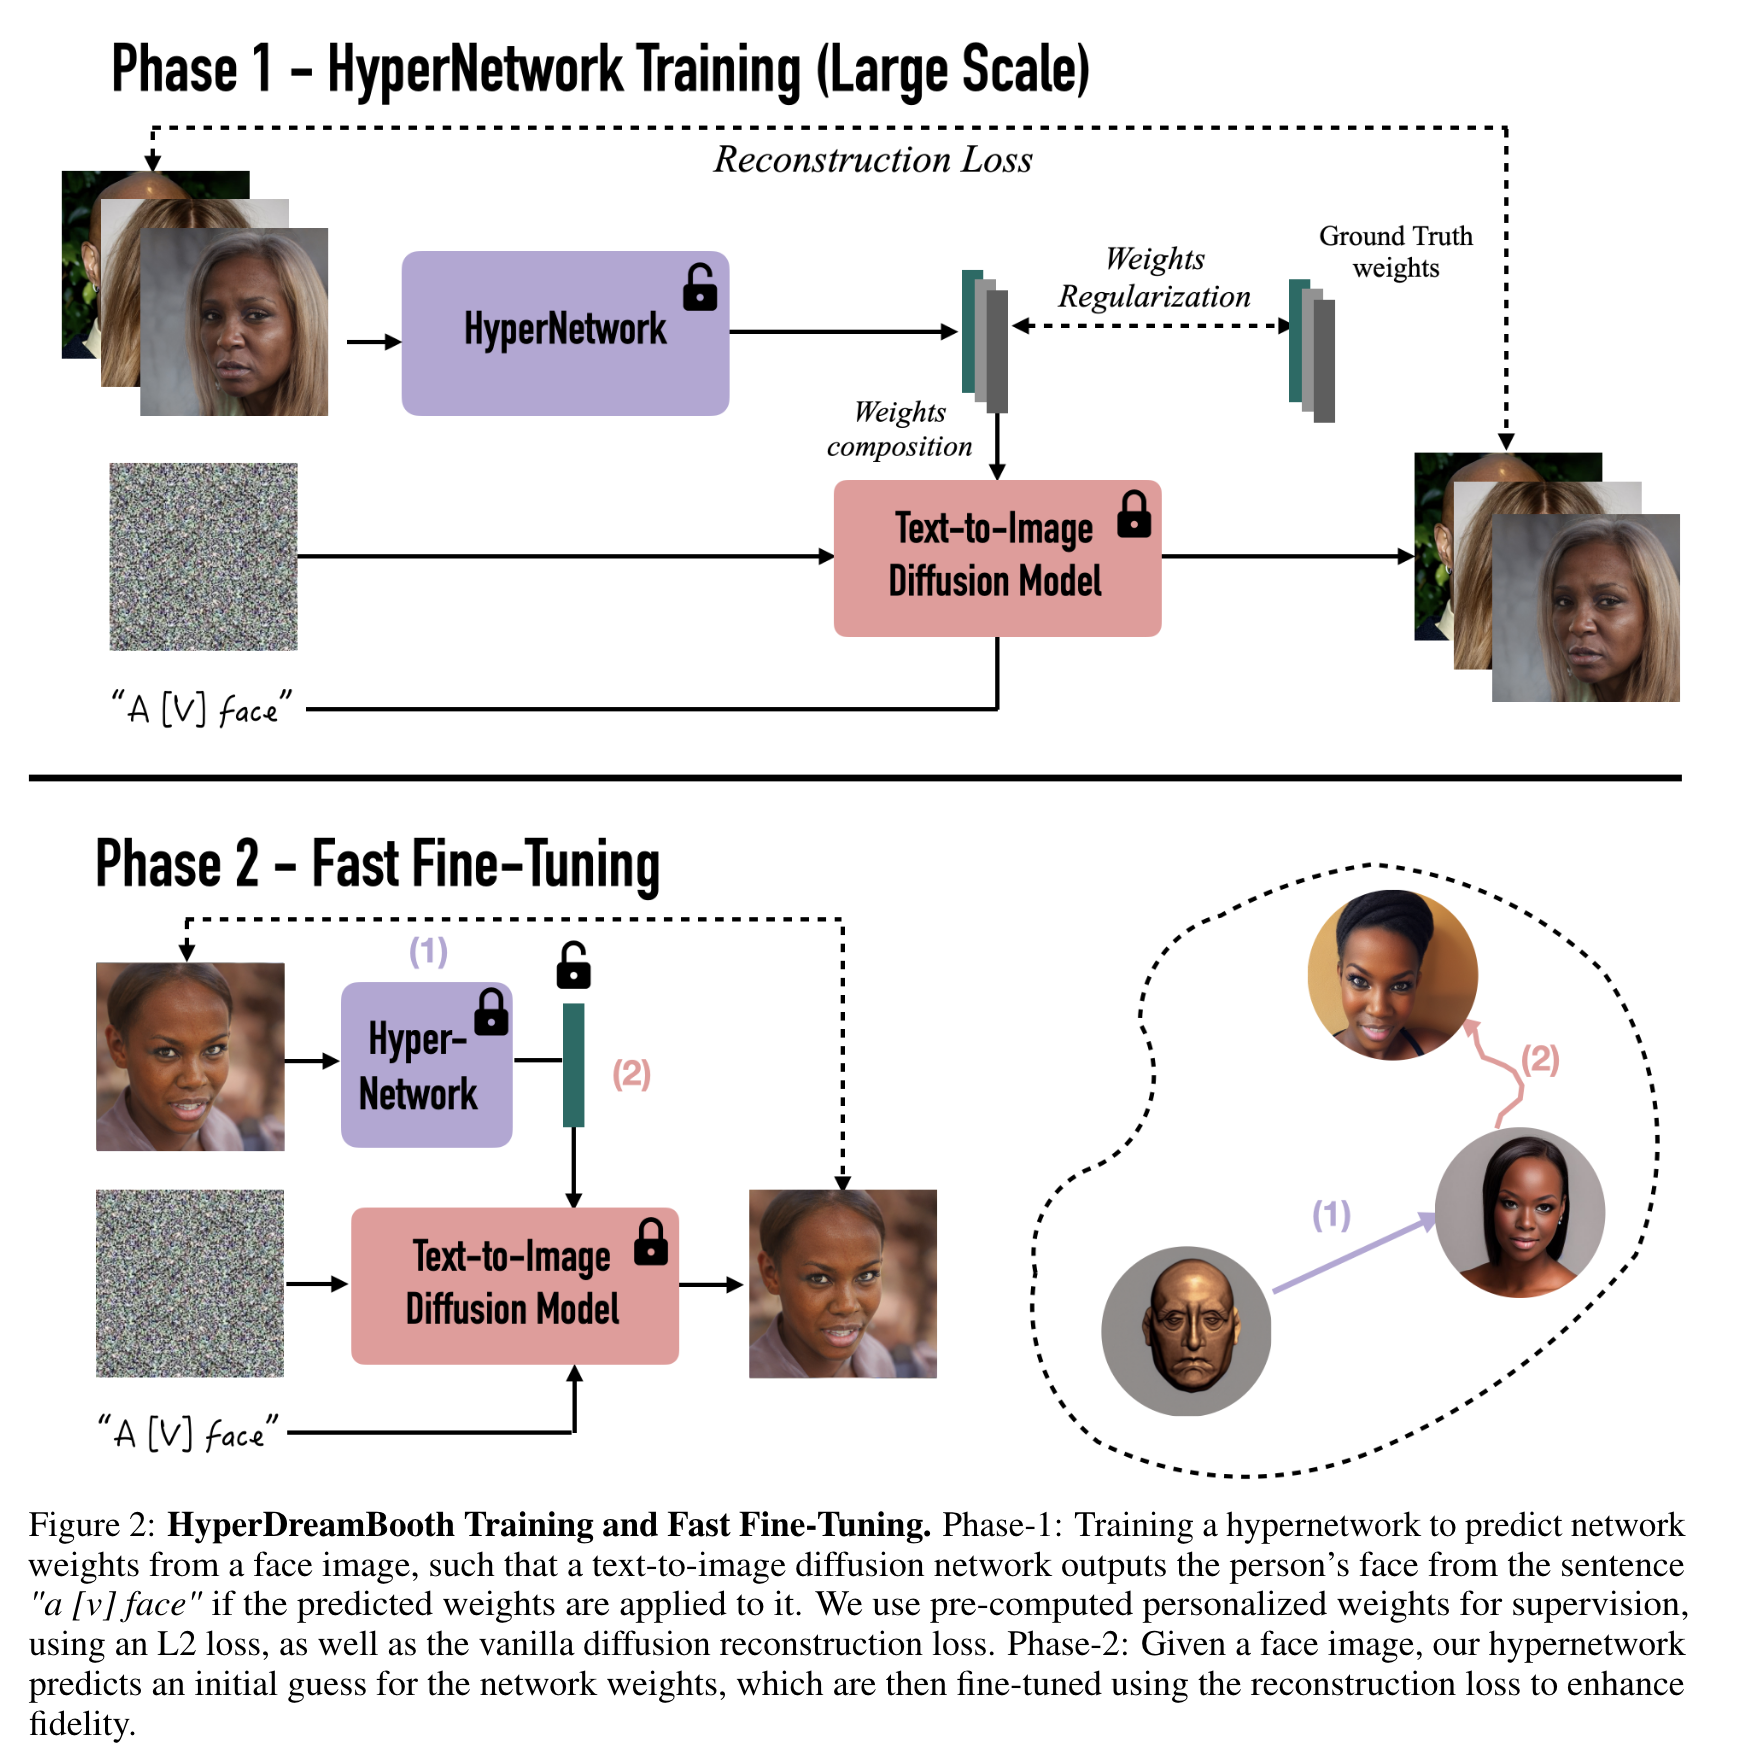 Phase 1 - HyperNetwork Training (Large Scale)
Reconstruction Loss
Ground Truth
weights
Weights
Regularization
HyperNetwork
Weights
composition
Text-to-Image
Diffusion Model
“A [V] face”
Phase 2 - Fast Fine-Tuning
(1)
Hyper-
Network
(2)
Text-to-Image
Diffusion Model
“A [V] face”
(2)
(1)
Figure 2: HyperDreamBooth Training and Fast Fine-Tuning. Phase-1: Training a hypernetwork to predict network
weights from a face image, such that a text-to-image diffusion network outputs the person’s face from the sentence
"a [v] face" if the predicted weights are applied to it. We use pre-computed personalized weights for supervision,
using an L2 loss, as well as the vanilla diffusion reconstruction loss. Phase-2: Given a face image, our hypernetwork
predicts an initial guess for the network weights, which are then fine-tuned using the reconstruction loss to enhance
fidelity.